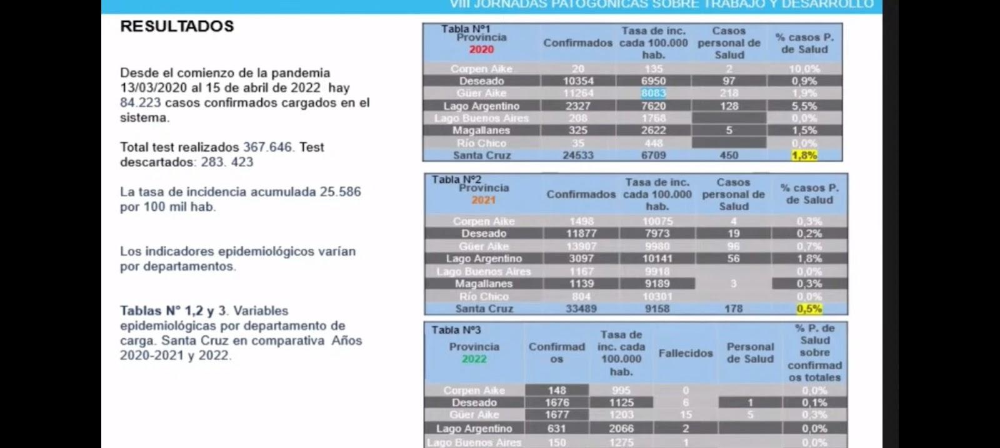 VIII JORNADAS PATOGONICAS SOBRE TRABAJO Y DESARROLLO
RESULTADOS
Desde el comienzo de la pandemia
13/03/2020 al 15 de abril de 2022 hay
84.223 casos confirmados cargados en el
sistema.
Total test realizados 367.646. Test
descartados: 283. 423
La tasa de incidencia acumulada 25.586
por 100 mil hab.
Los indicadores epidemiológicos varían
por departamentos.
Tablas N° 1,2 y 3. Variables
epidemiológicas por departamento de
carga. Santa Cruz en comparativa Años
2020-2021 y 2022.
Tabla Nº1
Provincia 2020 Confirmados Tasa de inc. cada 100.000 hab. Casos personal de Salud % casos P. de Salud
Corpen Aike 20 135 2 10,0%
Deseado 10354 6950 97 0,9%
Güer Aike 11264 8083 218 1,9%
Lago Argentino 2327 7620 128 5,5%
Lago Buenos Aires 208 1768 0,0%
Magallanes 325 2622 5 1,5%
Río Chico 35 448 0,0%
Santa Cruz 24533 6709 450 1,8%
Tabla Nº2
Provincia 2021 Confirmados Tasa de inc. cada 100.000 hab. Casos personal de Salud % casos P. de Salud
Corpen Aike 1498 10075 4 0,3%
Deseado 11877 7973 19 0,2%
Güer Aike 13907 9980 96 0,7%
Lago Argentino 3097 10141 56 1,8%
Lago Buenos Aires 1167 9918 0,0%
Magallanes 1139 9189 3 0,3%
Río Chico 804 10301 0,0%
Santa Cruz 33489 9158 178 0,5%
Tabla Nº3
Provincia 2022 Confirmad os Tasa de inc. cada 100.000 hab. Fallecidos Personal de Salud % P. de Salud sobre confirmad os totales
Corpen Aike 148 995 0 0,0%
Deseado 1676 1125 6 1 0,1%
Güer Aike 1677 1203 15 5 0,3%
Lago Argentino 631 2066 2 0,0%
Lago Buenos Aires 150 1275 1 0,0%